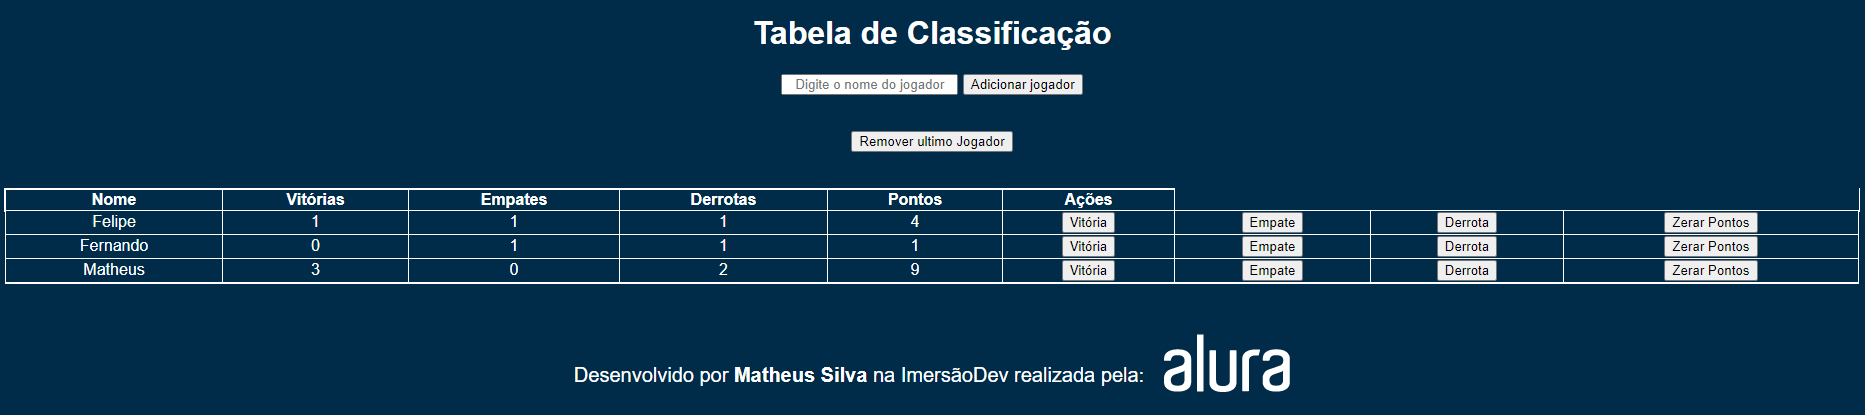 Tabela de Classificação
Digite o nome do jogador Adicionar jogador
Remover ultimo Jogador
Nome Vitórias Empates Derrotas Pontos Ações
Felipe 1 1 1 4 Vitória Empate Derrota Zerar Pontos
Fernando 0 1 1 1 Vitória Empate Derrota Zerar Pontos
Matheus 3 0 2 9 Vitória Empate Derrota Zerar Pontos
Desenvolvido por Matheus Silva na ImersãoDev realizada pela: alura